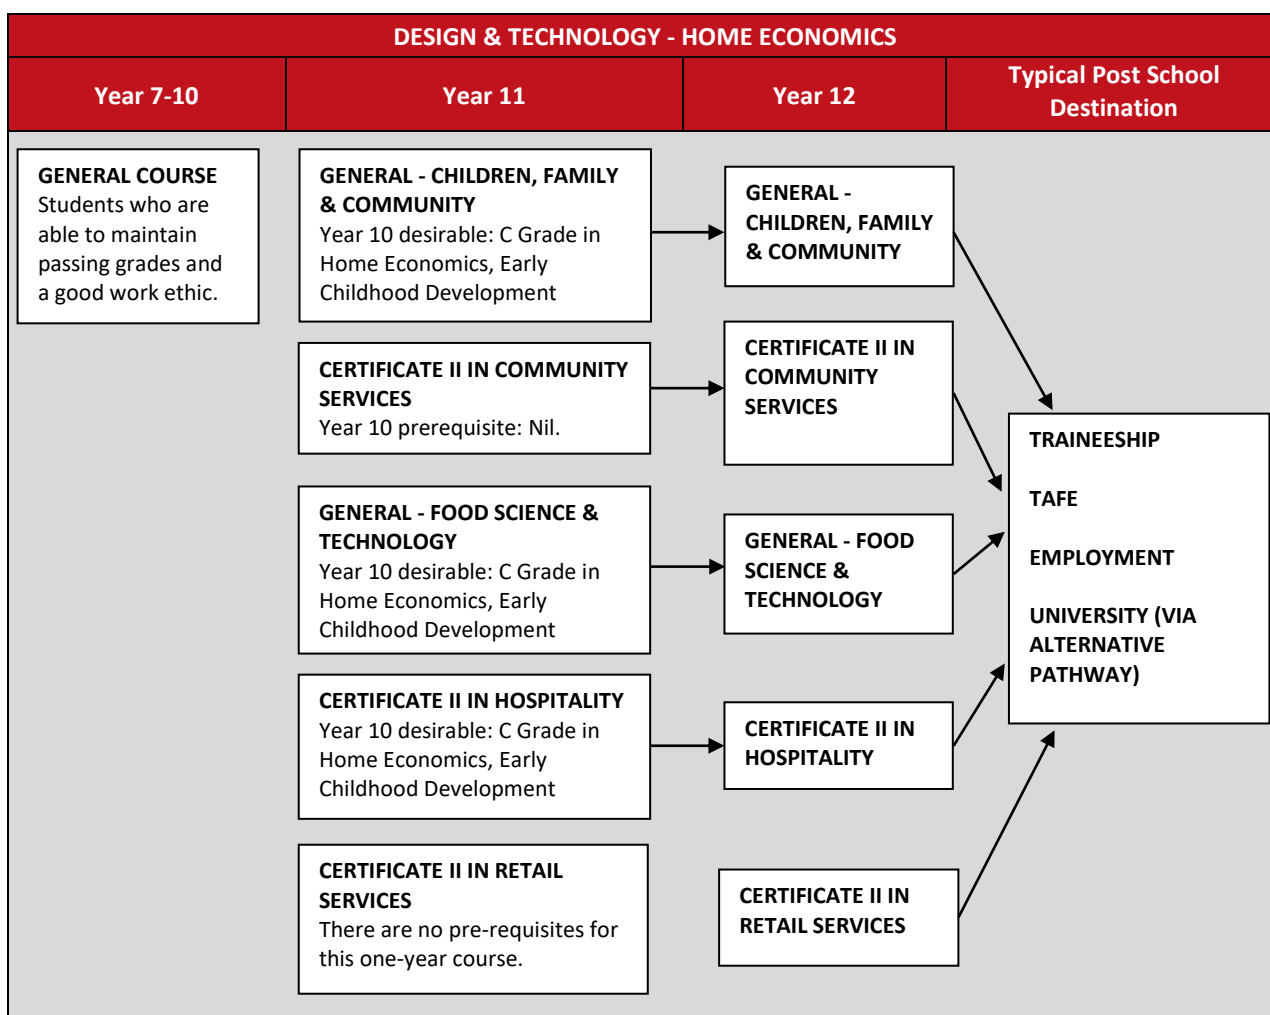 DESIGN & TECHNOLOGY - HOME ECONOMICS
Year 7-10
Year 11
Year 12
Typical Post School
Destination
GENERAL COURSE
Students who are
able to maintain
passing grades and
a good work ethic.
GENERAL - CHILDREN, FAMILY
& COMMUNITY
Year 10 desirable: C Grade in
Home Economics, Early
Childhood Development
GENERAL -
CHILDREN, FAMILY
& COMMUNITY
CERTIFICATE II IN COMMUNITY
SERVICES
Year 10 prerequisite: Nil.
CERTIFICATE II IN
COMMUNITY
SERVICES
GENERAL - FOOD SCIENCE &
TECHNOLOGY
Year 10 desirable: C Grade in
Home Economics, Early
Childhood Development
GENERAL - FOOD
SCIENCE &
TECHNOLOGY
CERTIFICATE II IN HOSPITALITY
Year 10 desirable: C Grade in
Home Economics, Early
Childhood Development
CERTIFICATE II IN
HOSPITALITY
CERTIFICATE II IN RETAIL
SERVICES
There are no pre-requisites for
this one-year course.
CERTIFICATE II IN
RETAIL SERVICES
TRAINEESHIP
TAFE
EMPLOYMENT
UNIVERSITY (VIA
ALTERNATIVE
PATHWAY)